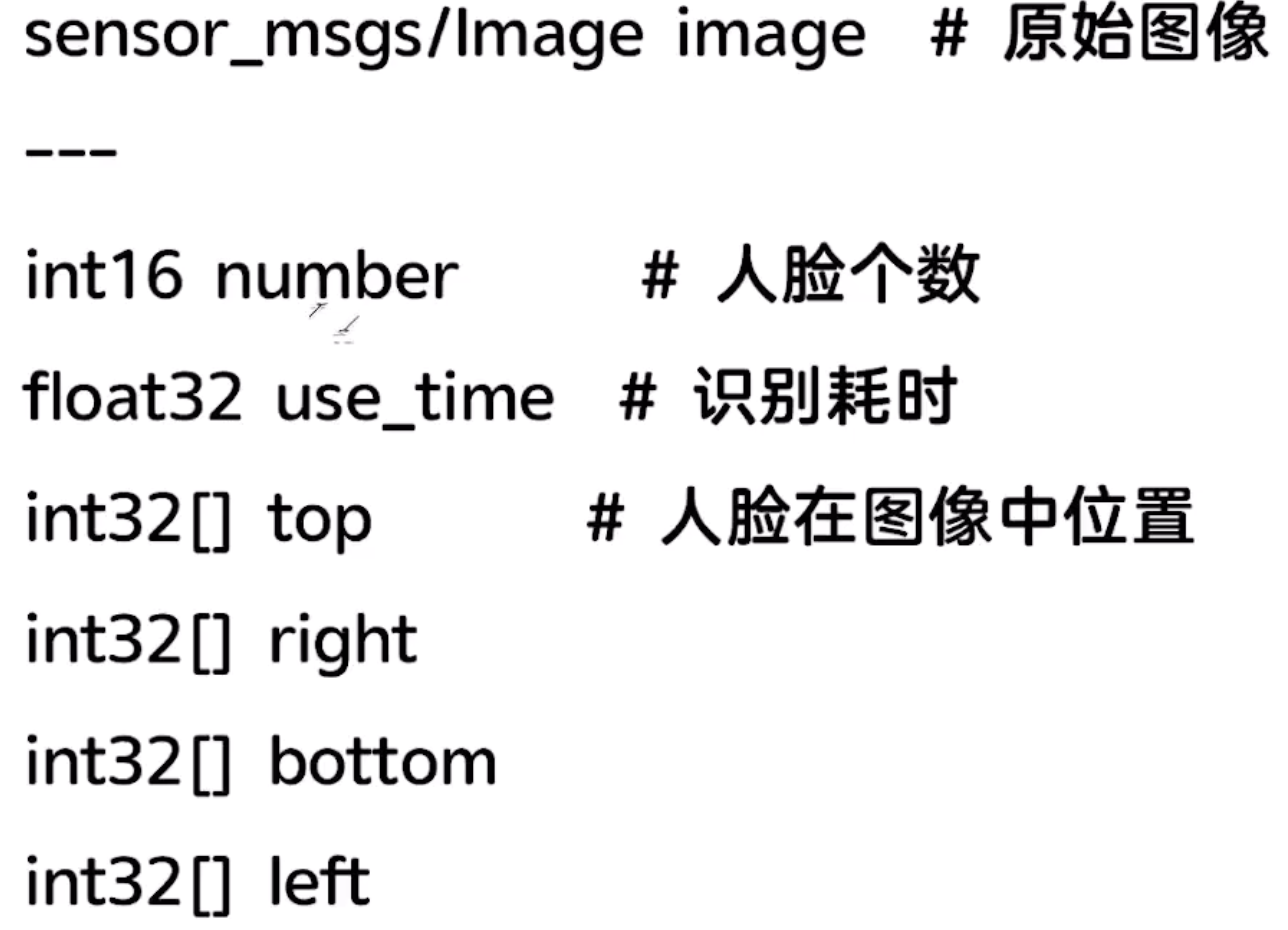 sensor_msgs/Image image # 原始图像
---
int16 number # 人脸个数
float32 use_time # 识别耗时
int32[] top # 人脸在图像中位置
int32[] right
int32[] bottom
int32[] left